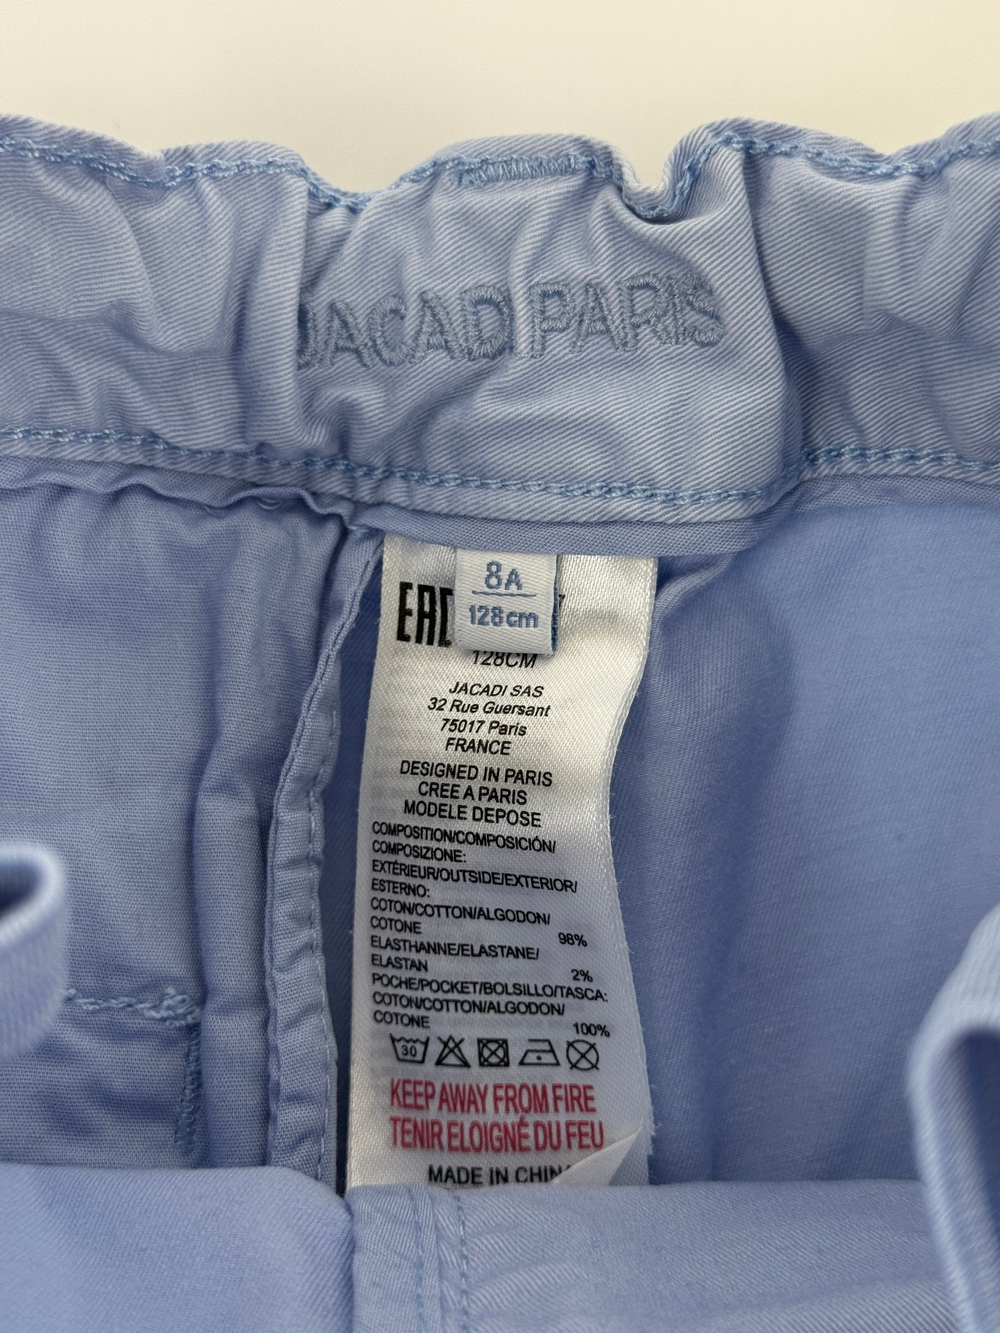 JACADI PARIS
8A
128cm
EAC
128CM
JACADI SAS
32 Rue Guersant
75017 Paris
FRANCE
DESIGNED IN PARIS
CREE A PARIS
MODELE DEPOSE
COMPOSITION/COMPOSICIÓN/
COMPOSIZIONE:
EXTÉRIEUR/OUTSIDE/EXTERIOR/
ESTERNO:
COTON/COTTON/ALGODON/
COTONE 98%
ELASTHANNE/ELASTANE/
ELASTAN 2%
POCHE/POCKET/BOLSILLO/TASCA:
COTON/COTTON/ALGODON/
COTONE 100%
30
KEEP AWAY FROM FIRE
TENIR ELOIGNÉ DU FEU
MADE IN CHINA